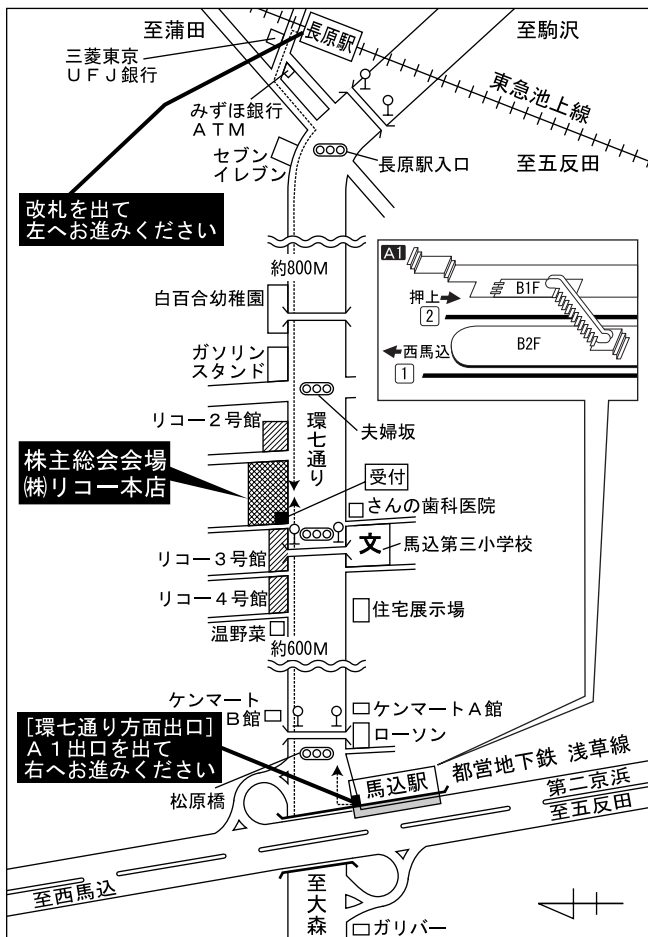 至蒲田
長原駅
至駒沢
三菱東京
ＵＦＪ銀行
東急池上線
みずほ銀行
ＡＴＭ
セブン
イレブン
長原駅入口
至五反田
改札を出て
左へお進みください
約800M
A1
B1F
押上
2
白百合幼稚園
西馬込
B2F
1
ガソリン
スタンド
リコー２号館
環七通り
夫婦坂
株主総会会場
㈱リコー本店
受付
さんの歯科医院
文
馬込第三小学校
リコー３号館
リコー４号館
住宅展示場
温野菜
約600M
ケンマート
Ｂ館
ケンマートＡ館
ローソン
［環七通り方面出口］
Ａ１出口を出て
右へお進みください
松原橋
馬込駅
都営地下鉄 浅草線
第二京浜
至五反田
至西馬込
至大森
ガリバー